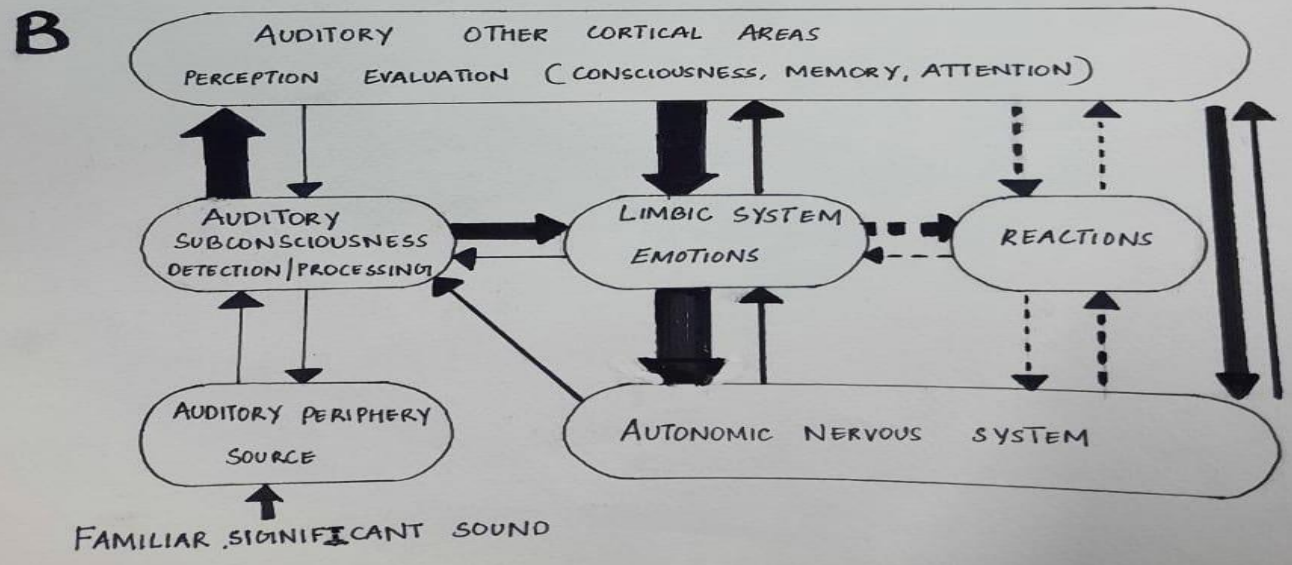 B
AUDITORY OTHER CORTICAL AREAS
PERCEPTION EVALUATION (CONSCIOUSNESS, MEMORY, ATTENTION)
AUDITORY
SUBCONSCIOUSNESS
DETECTION/PROCESSING
LIMBIC SYSTEM
EMOTIONS
REACTIONS
AUDITORY PERIPHERY
SOURCE
AUTONOMIC NERVOUS SYSTEM
FAMILIAR .SIGNIFICANT SOUND